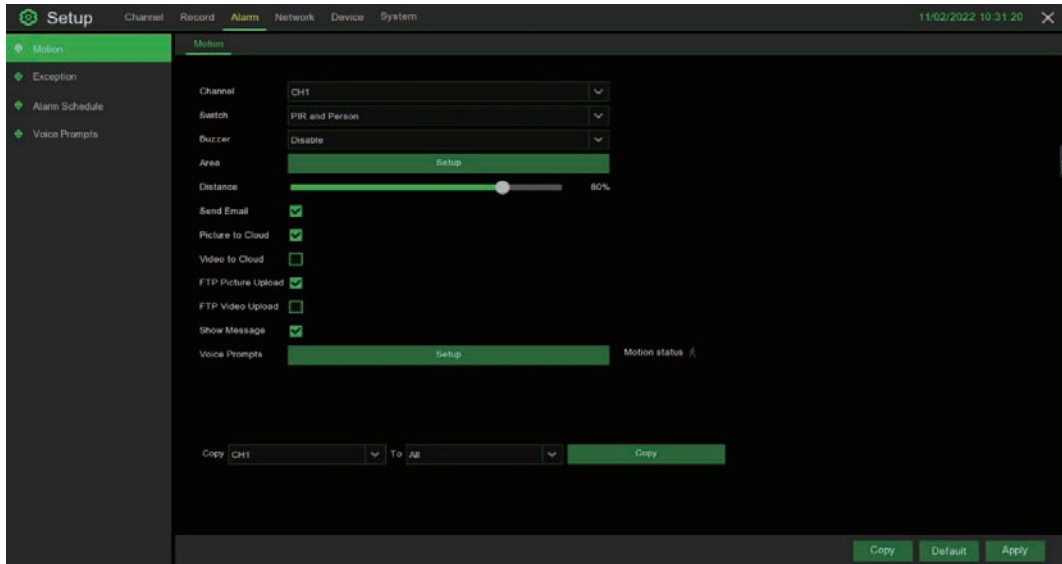 Setup Channel Record Alarm Network Device System 11/02/2022 10:31:20
Motion
Exception
Alarm Schedule
Voice Prompts
Motion
Channel CH1
Switch PIR and Person
Buzzer Disable
Area Setup
Distance 80%
Send Email
Picture to Cloud
Video to Cloud
FTP Picture Upload
FTP Video Upload
Show Message
Voice Prompts Setup Motion status
Copy CH1 To All Copy
Copy Default Apply